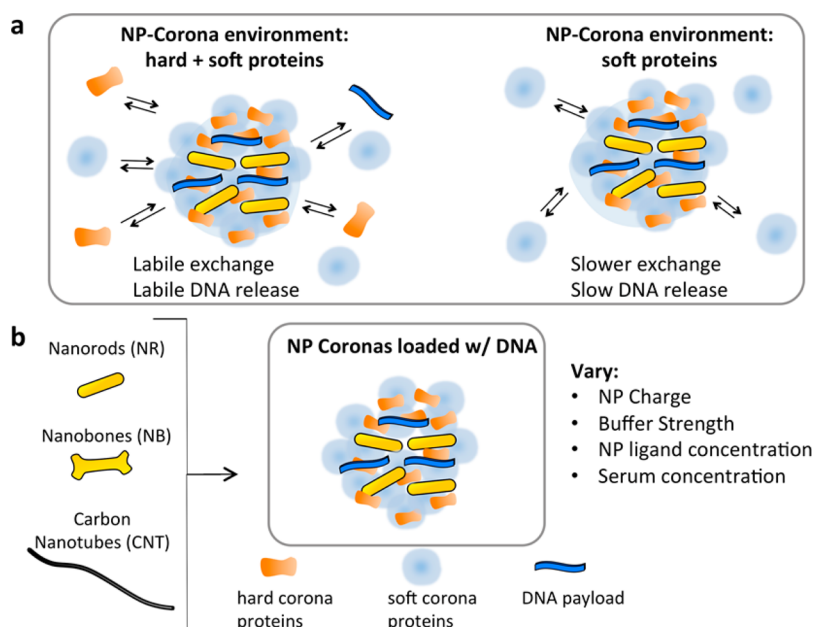 a
NP-Corona environment:
hard + soft proteins
NP-Corona environment:
soft proteins
Labile exchange
Labile DNA release
Slower exchange
Slow DNA release
b
Nanorods (NR)
Nanobones (NB)
Carbon
Nanotubes (CNT)
NP Coronas loaded w/ DNA
Vary:
• NP Charge
• Buffer Strength
• NP ligand concentration
• Serum concentration
hard corona
proteins
soft corona
proteins
DNA payload